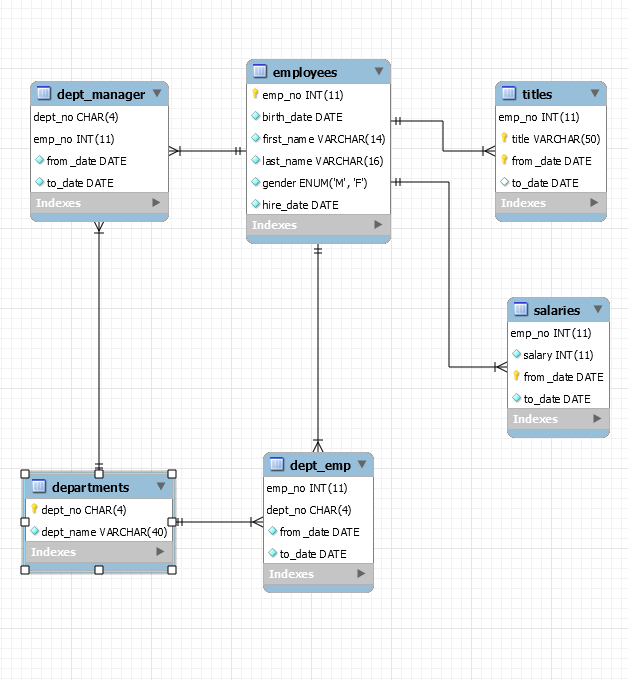 dept_manager
dept_no CHAR(4)
emp_no INT(11)
from_date DATE
to_date DATE
Indexes
employees
emp_no INT(11)
birth_date DATE
first_name VARCHAR(14)
last_name VARCHAR(16)
gender ENUM('M', 'F')
hire_date DATE
Indexes
titles
emp_no INT(11)
title VARCHAR(50)
from_date DATE
to_date DATE
Indexes
salaries
emp_no INT(11)
salary INT(11)
from_date DATE
to_date DATE
Indexes
departments
dept_no CHAR(4)
dept_name VARCHAR(40)
Indexes
dept_emp
emp_no INT(11)
dept_no CHAR(4)
from_date DATE
to_date DATE
Indexes